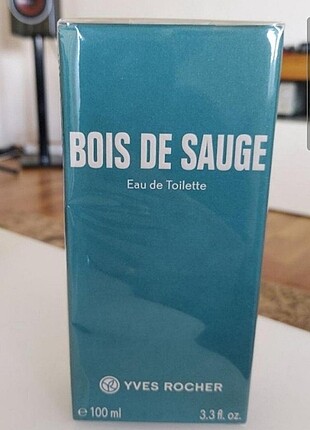 BOIS DE SAUGE
Eau de Toilette
YVES ROCHER
e 100 ml 3.3 fl. oz.